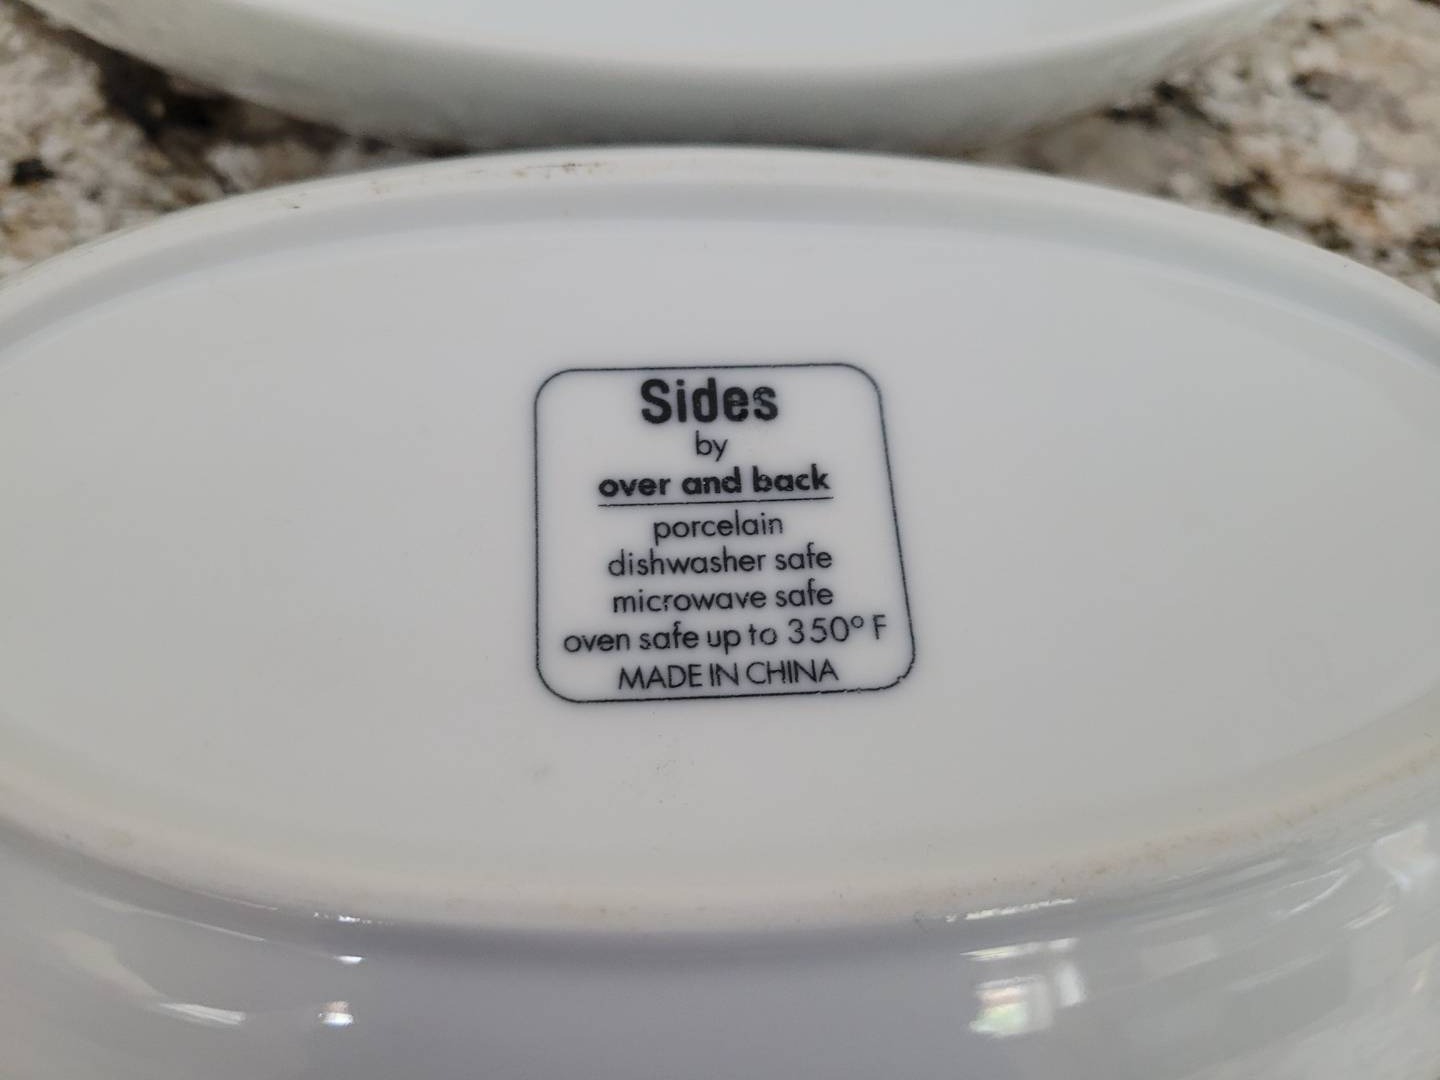 Sides
by
over and back
porcelain
dishwasher safe
microwave safe
oven safe up to 350° F
MADE IN CHINA